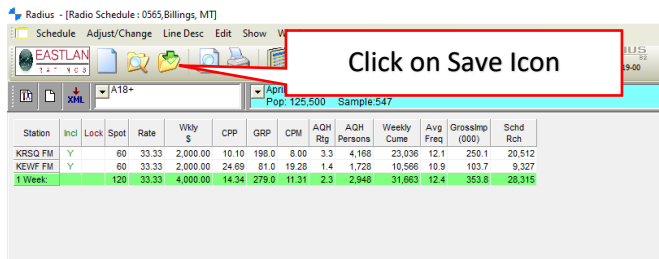 Radius - [Radio Schedule : 0565,Billings, MT]
Schedule Adjust/Change Line Desc Edit Show W
Click on Save Icon
EASTLAN
IUS
19-00
XML
A18+
Apri
Pop: 125,500 Sample:547
Station Incl Lock Spot Rate Wkly $ CPP GRP CPM AQH Rtg AQH Persons Weekly Cume Avg Freq GrossImp (000) Schd Rch
KRSQ FM Y 60 33.33 2,000.00 10.10 198.0 8.00 3.3 4,168 23,036 12.1 250.1 20,512
KEWF FM Y 60 33.33 2,000.00 24.69 81.0 19.28 1.4 1,728 10,566 10.9 103.7 9,327
1 Week: 120 33.33 4,000.00 14.34 279.0 11.31 2.3 2,948 31,663 12.4 353.8 28,315